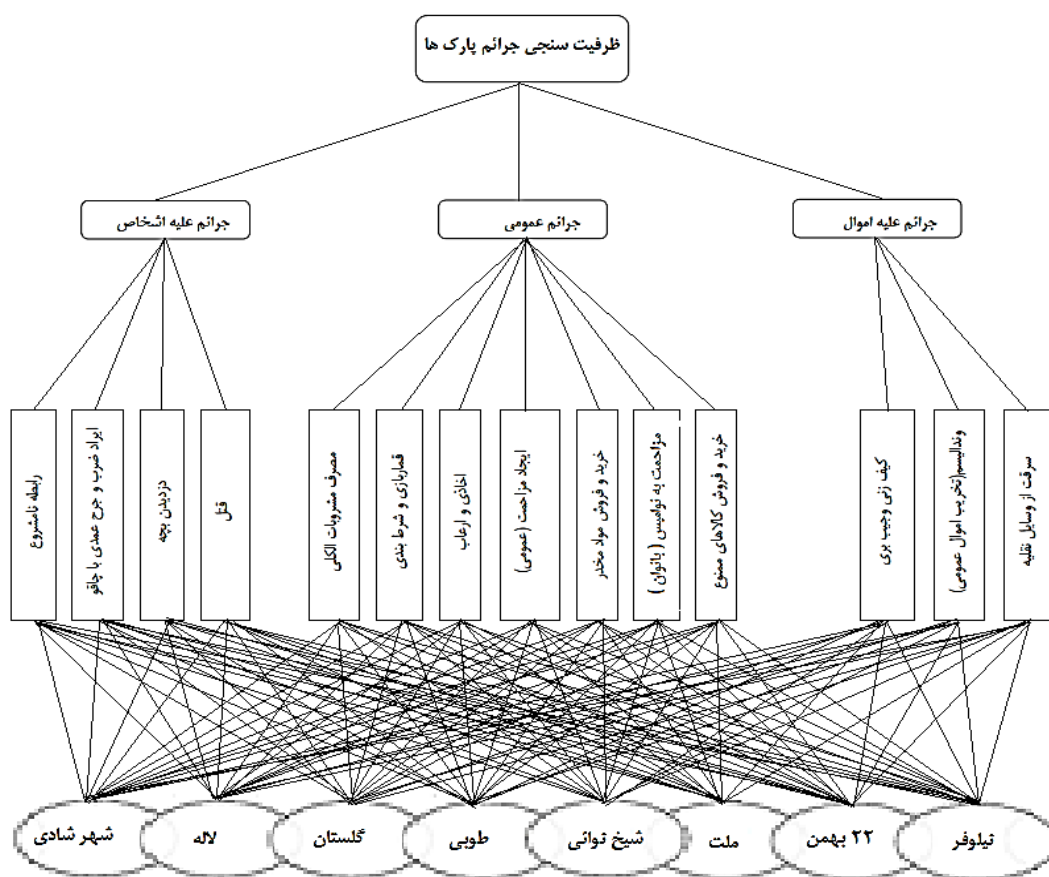 ظرفیت سنجی جرائم پارک ها
جرائم علیه اموال
جرائم عمومی
جرائم علیه اشخاص
سرقت از وسایل نقلیه
وندالیسم(تخریب اموال عمومی)
کیف زنی وجیب بری
خرید و فروش کالاهای ممنوع
مزاحمت به نوامیس ( بانوان )
خرید و فروش مواد مخدر
ایجاد مزاحمت (عمومی)
اخاذی و ارعاب
قماربازی و شرط بندی
مصرف مشروبات الکلی
قتل
دزدیدن بچه
ایراد ضرب و جرح عمدی با چاقو
رابطه نامشروع
نیلوفر
۲۲ بهمن
ملت
شیخ توانی
طوبی
گلستان
لاله
شهر شادی